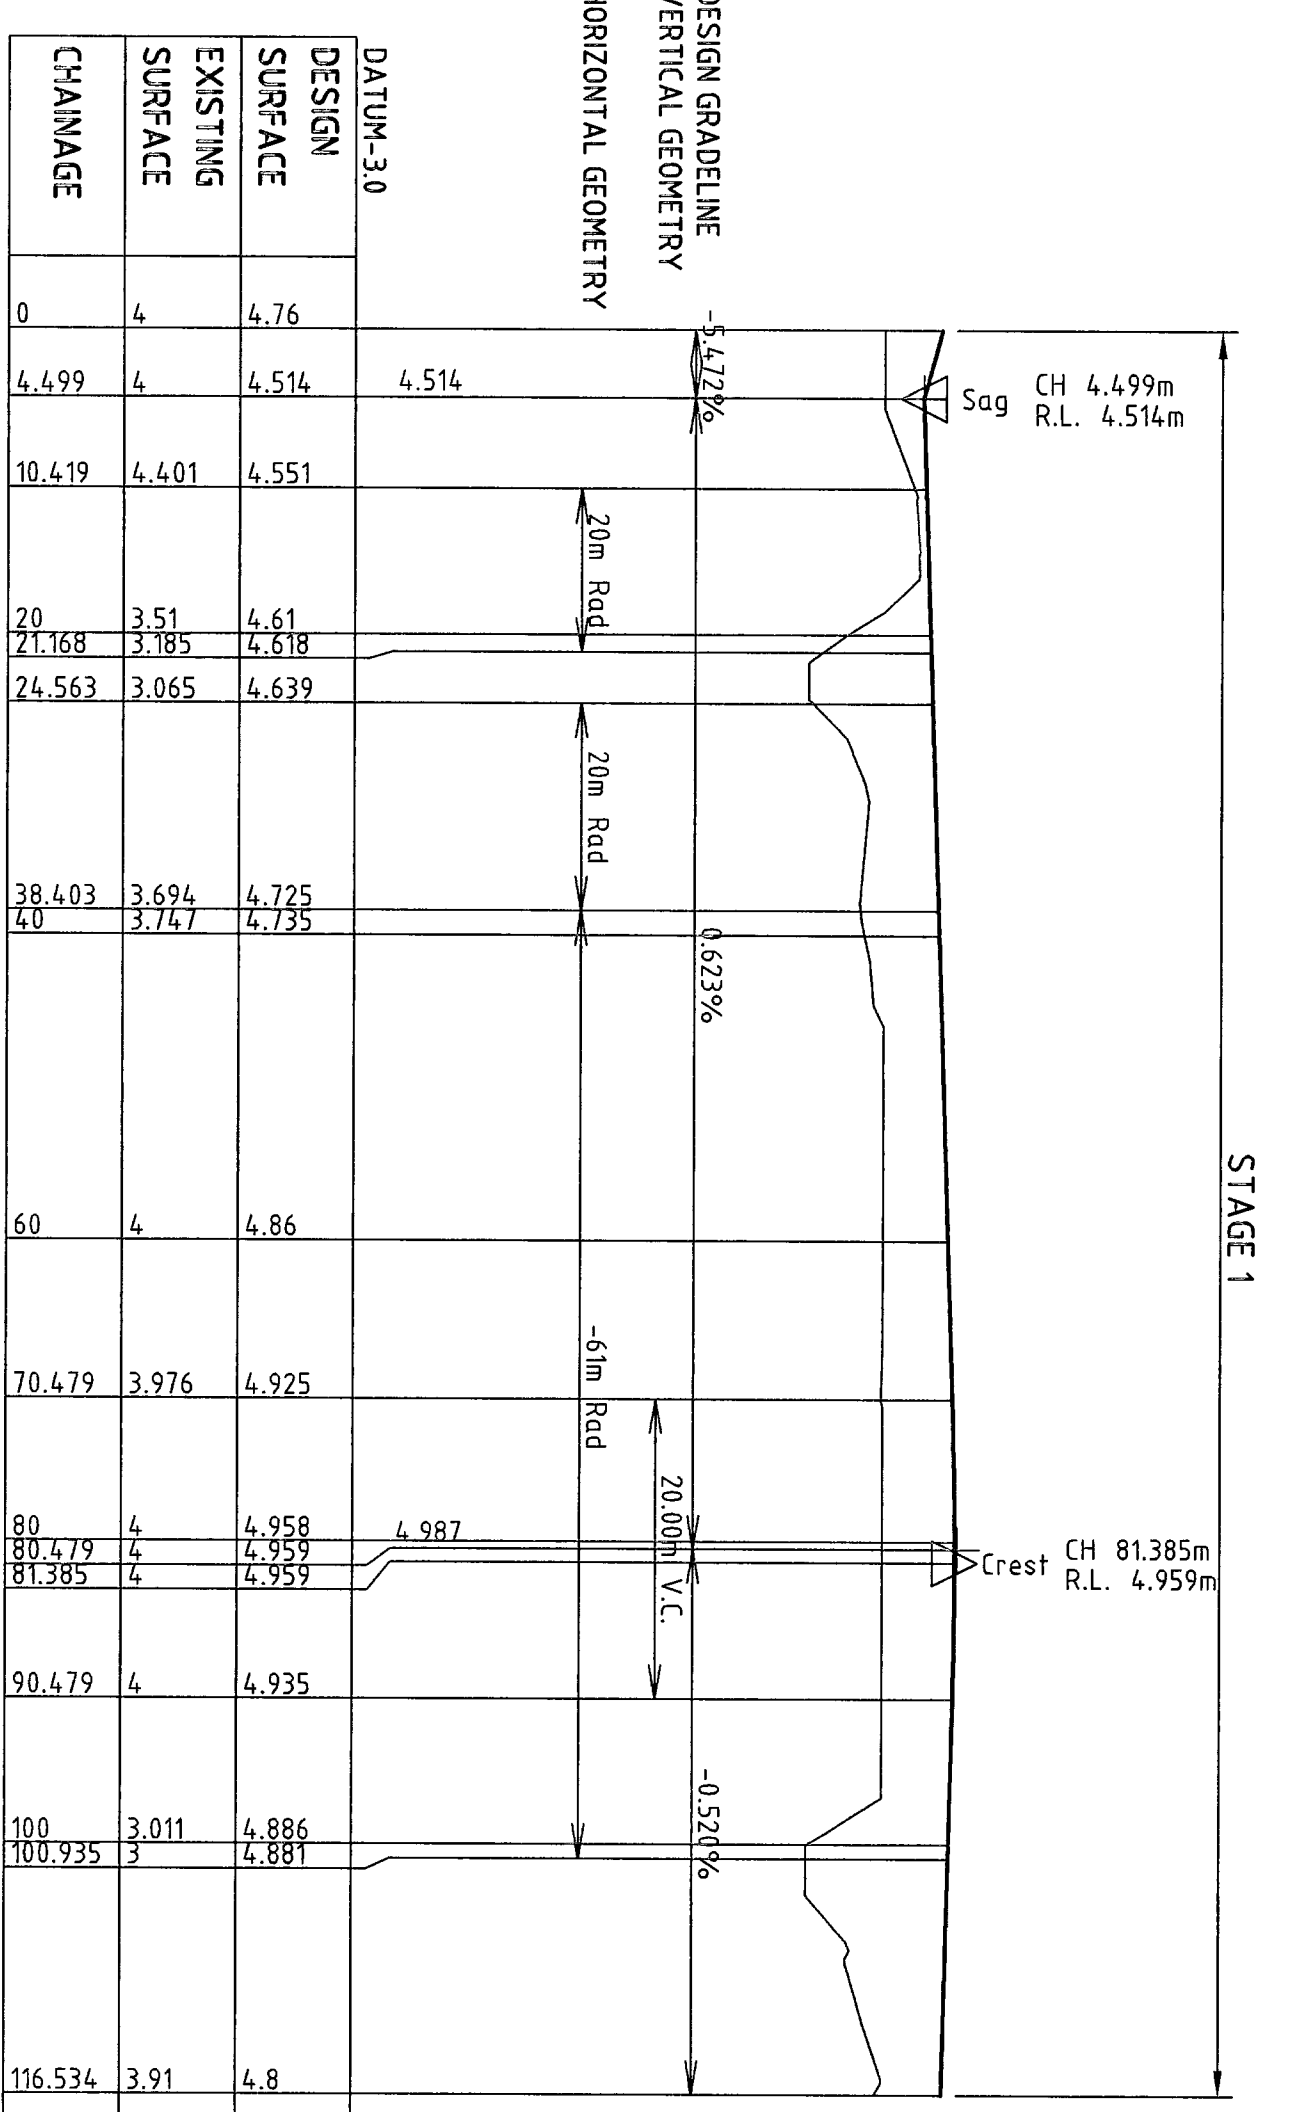 STAGE 1
Sag
CH 4.499m
R.L. 4.514m
Crest
CH 81.385m
R.L. 4.959m
DESIGN GRADELINE
VERTICAL GEOMETRY
HORIZONTAL GEOMETRY
-5.472%
0.623%
-0.520%
20.00m V.C.
20m Rad
20m Rad
-61m Rad
4.514
4.987
DATUM-3.0
DESIGN
SURFACE
4.76
4.514
4.551
4.61
4.618
4.639
4.725
4.735
4.86
4.925
4.958
4.959
4.959
4.935
4.886
4.881
4.8
EXISTING
SURFACE
4
4
4.401
3.51
3.185
3.065
3.694
3.747
4
3.976
4
4
4
4
3.011
3
3.91
CHAINAGE
0
4.499
10.419
20
21.168
24.563
38.403
40
60
70.479
80
80.479
81.385
90.479
100
100.935
116.534